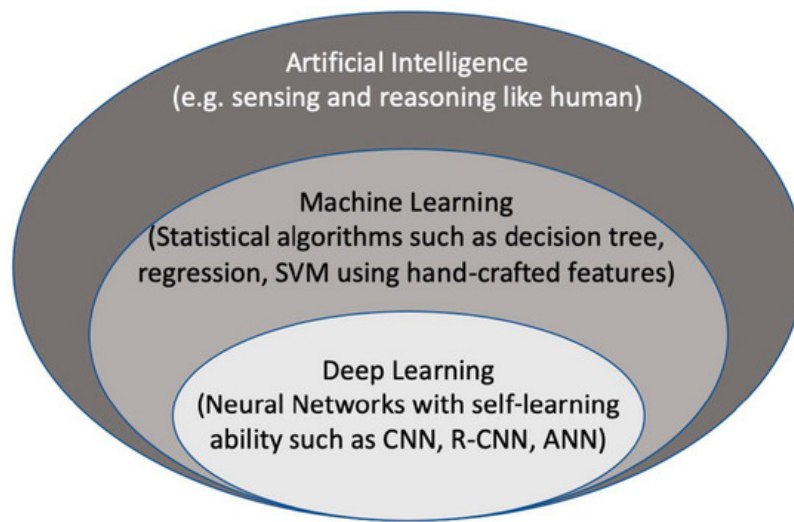 Artificial Intelligence
(e.g. sensing and reasoning like human)
Machine Learning
(Statistical algorithms such as decision tree,
regression, SVM using hand-crafted features)
Deep Learning
(Neural Networks with self-learning
ability such as CNN, R-CNN, ANN)